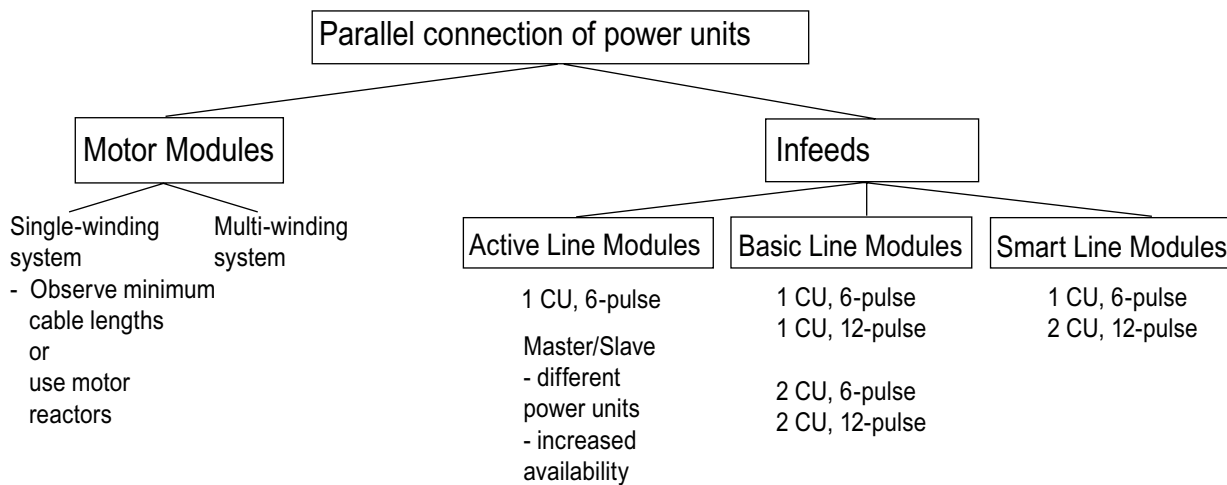 Parallel connection of power units
Motor Modules
Infeeds
Single-winding
system
- Observe minimum
cable lengths
or
use motor
reactors
Multi-winding
system
Active Line Modules
1 CU, 6-pulse
Master/Slave
- different
power units
- increased
availability
Basic Line Modules
1 CU, 6-pulse
1 CU, 12-pulse
2 CU, 6-pulse
2 CU, 12-pulse
Smart Line Modules
1 CU, 6-pulse
2 CU, 12-pulse